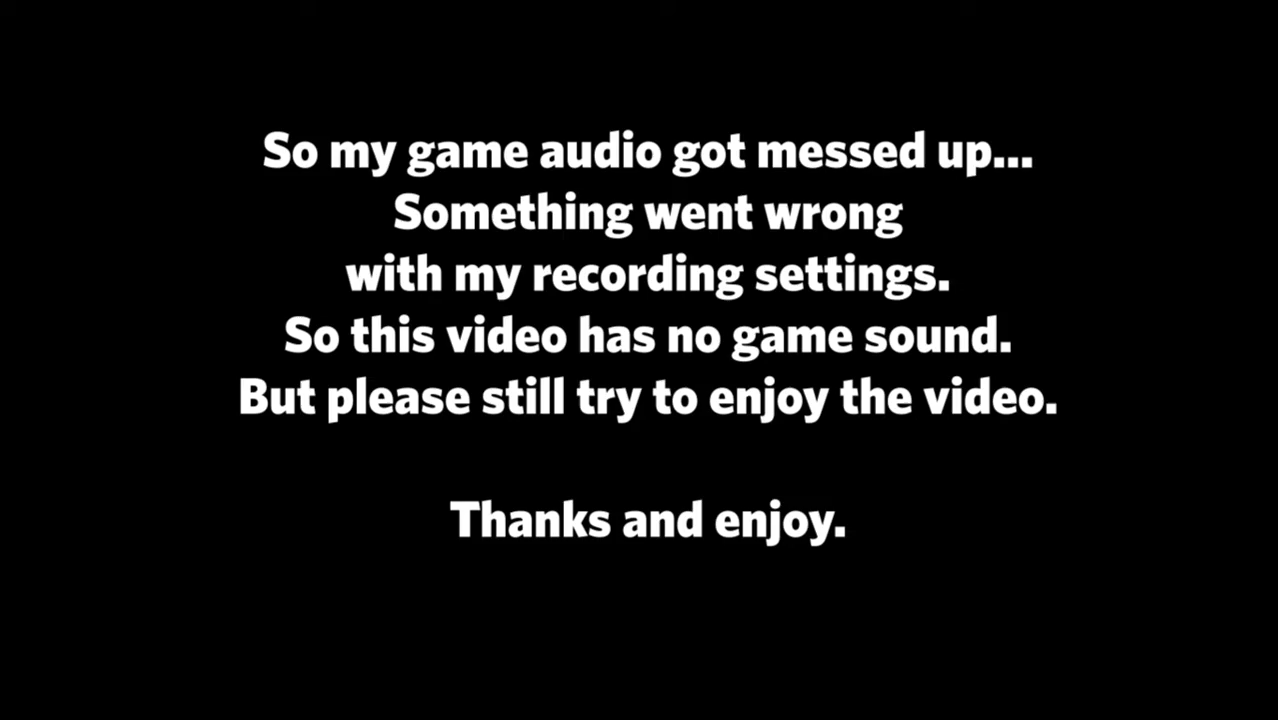 So my game audio got messed up...
Something went wrong
with my recording settings.
So this video has no game sound.
But please still try to enjoy the video.
Thanks and enjoy.